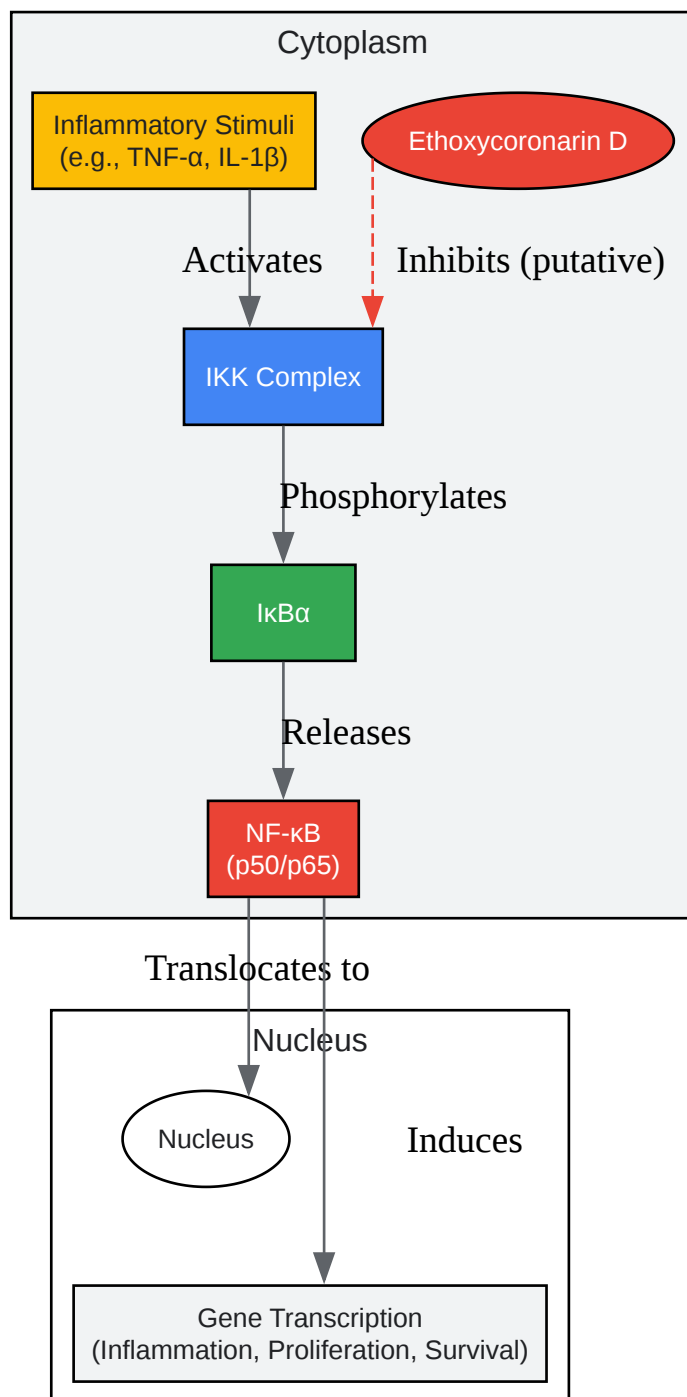 Cytoplasm
Inflammatory Stimuli
(e.g., TNF-α, IL-1β)
Ethoxycoronarin D
Activates
Inhibits (putative)
IKK Complex
Phosphorylates
IκBα
Releases
NF-κB
(p50/p65)
Translocates to
Nucleus
Nucleus
Induces
Gene Transcription
(Inflammation, Proliferation, Survival)